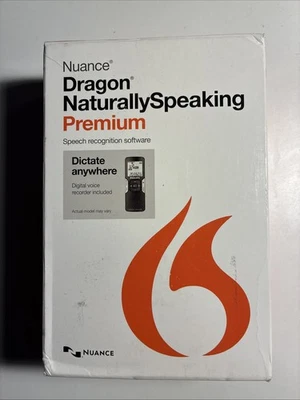 Nuance®
Dragon®
NaturallySpeaking
Premium
Speech recognition software
Dictate
anywhere
Digital voice
recorder included.
Actual model may vary.
NUANCE